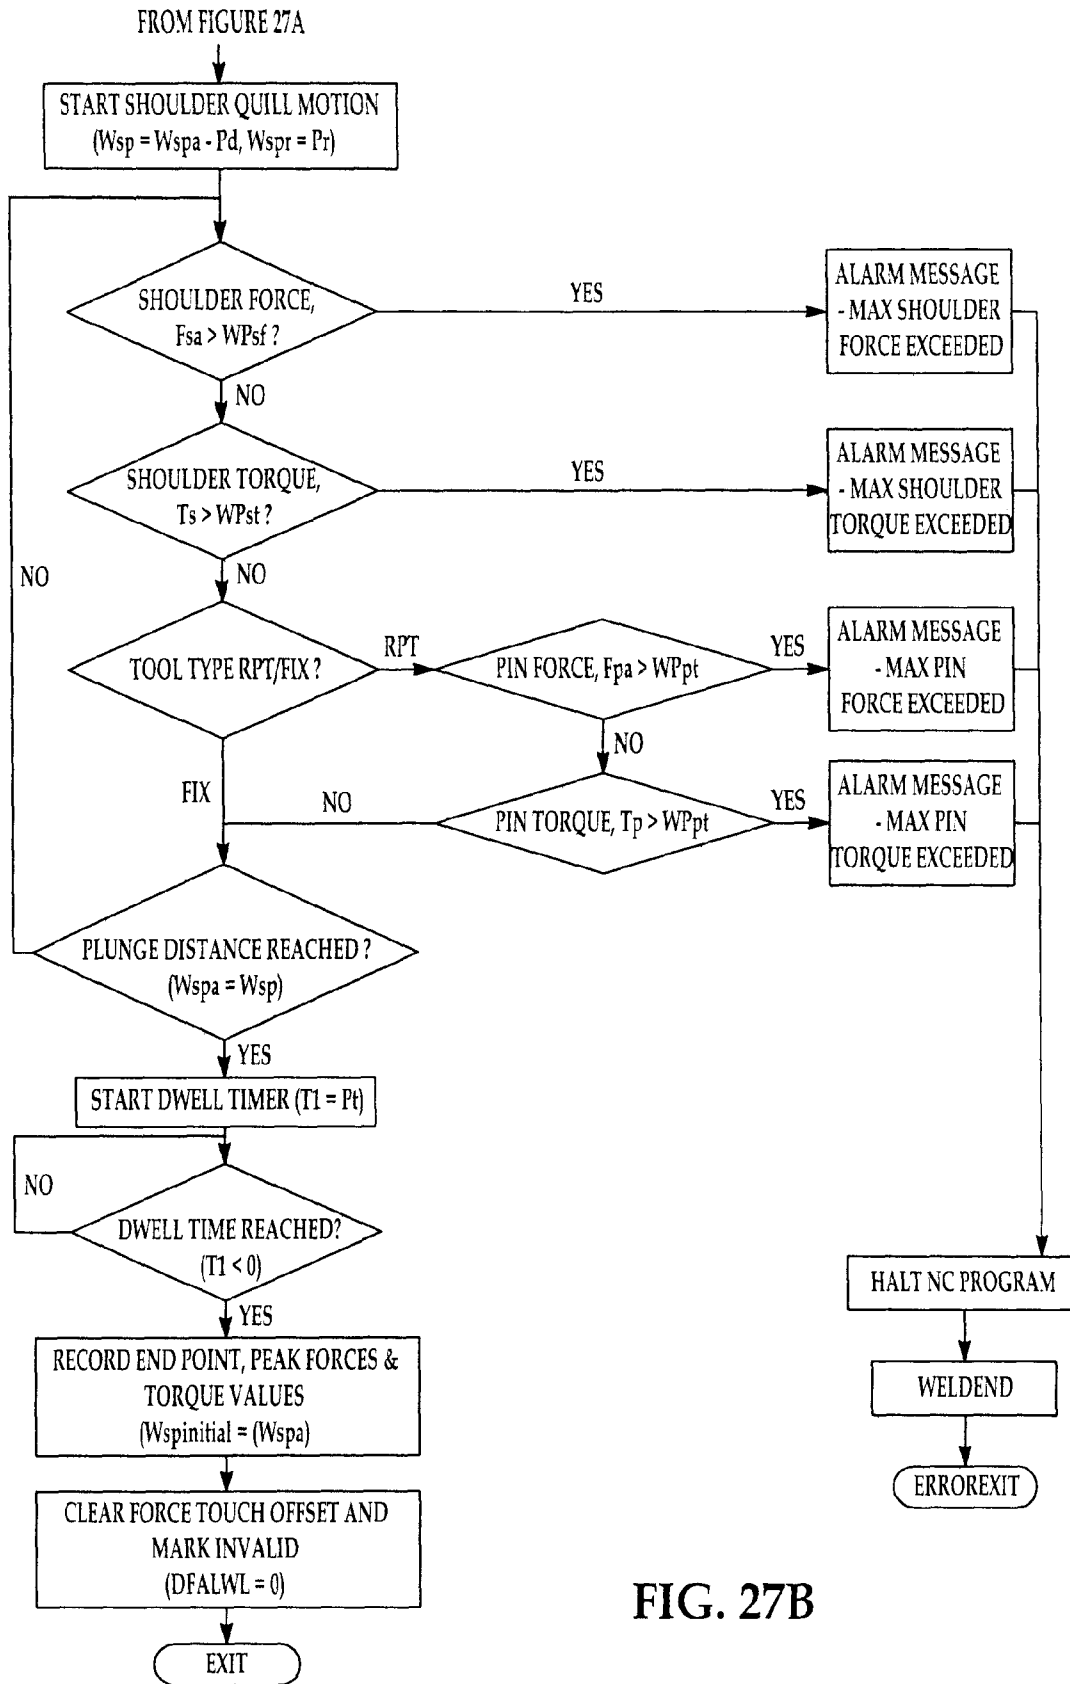 FROM FIGURE 27A
START SHOULDER QUILL MOTION
(Wsp = Wspa - Pd, Wspr = Pr)
SHOULDER FORCE,
Fsa > WPsf ?
YES
ALARM MESSAGE
- MAX SHOULDER
FORCE EXCEEDED
NO
SHOULDER TORQUE,
Ts > WPst ?
YES
ALARM MESSAGE
- MAX SHOULDER
TORQUE EXCEEDED
NO
NO
TOOL TYPE RPT/FIX ?
RPT
PIN FORCE, Fpa > WPpt
YES
ALARM MESSAGE
- MAX PIN
FORCE EXCEEDED
NO
FIX
NO
PIN TORQUE, Tp > WPpt
YES
ALARM MESSAGE
- MAX PIN
TORQUE EXCEEDED
PLUNGE DISTANCE REACHED ?
(Wspa = Wsp)
YES
START DWELL TIMER (T1 = Pt)
NO
DWELL TIME REACHED?
(T1 < 0)
YES
RECORD END POINT, PEAK FORCES &
TORQUE VALUES
(Wspinitial = (Wspa)
CLEAR FORCE TOUCH OFFSET AND
MARK INVALID
(DFALWL = 0)
EXIT
HALT NC PROGRAM
WELDEND
ERROREXIT
FIG. 27B